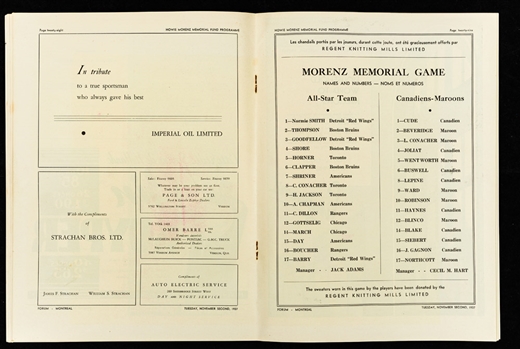 Page twenty-eight
HOWIE MORENZ MEMORIAL FUND PROGRAMME
In tribute
to a true sportsman
who always gave his best
IMPERIAL OIL LIMITED
With the Compliments
of
STRACHAN BROS. LTD.
JAMES F. STRACHAN
WILLIAM S. STRACHAN
PAGE & SON LTD.
OMER BARRE LTD.
Compliments of
AUTO ELECTRIC SERVICE
DAY AND NIGHT SERVICE
FORUM - MONTREAL
TUESDAY, NOVEMBER SECOND, 1937
HOWIE MORENZ MEMORIAL FUND PROGRAMME
Page twenty-nine
Les chandails portés par les joueurs, durant cette joute, ont été gracieusement offerts par
REGENT KNITTING MILLS LIMITED
MORENZ MEMORIAL GAME
NAMES AND NUMBERS — NOMS ET NUMEROS
All-Star Team
1—Normie SMITH Detroit "Red Wings"
2—THOMPSON Boston Bruins
3—GOODFELLOW Detroit "Red Wings"
4—SHORE Boston Bruins
5—HORNER Toronto
6—CLAPPER Boston Bruins
7—SHRINER Americans
8—C. CONACHER Toronto
9—H. JACKSON Toronto
10—A. CHAPMAN Americans
11—C. DILLON Rangers
12—GOTTSELIG Chicago
14—MARCH Chicago
15—DAY Americans
16—BOUCHER Rangers
17—BARRY Detroit "Red Wings"
Manager - - JACK ADAMS
Canadiens-Maroons
1—CUDE Canadien
2—BEVERIDGE Maroon
3—L. CONACHER Maroon
4—JOLIAT Canadien
5—WENTWORTH Maroon
6—BUSWELL Canadien
8—LEPINE Canadien
9—WARD Maroon
10—ROBINSON Maroon
11—HAYNES Canadien
12—BLINCO Maroon
14—BLAKE Canadien
15—SIEBERT Canadien
16—J. GAGNON Canadien
17—NORTHCOTT Maroon
Manager - CECIL M. HART
The sweaters worn in this game by the players have been donated by the
REGENT KNITTING MILLS LIMITED
FORUM - MONTREAL
TUESDAY, NOVEMBER SECOND, 1937